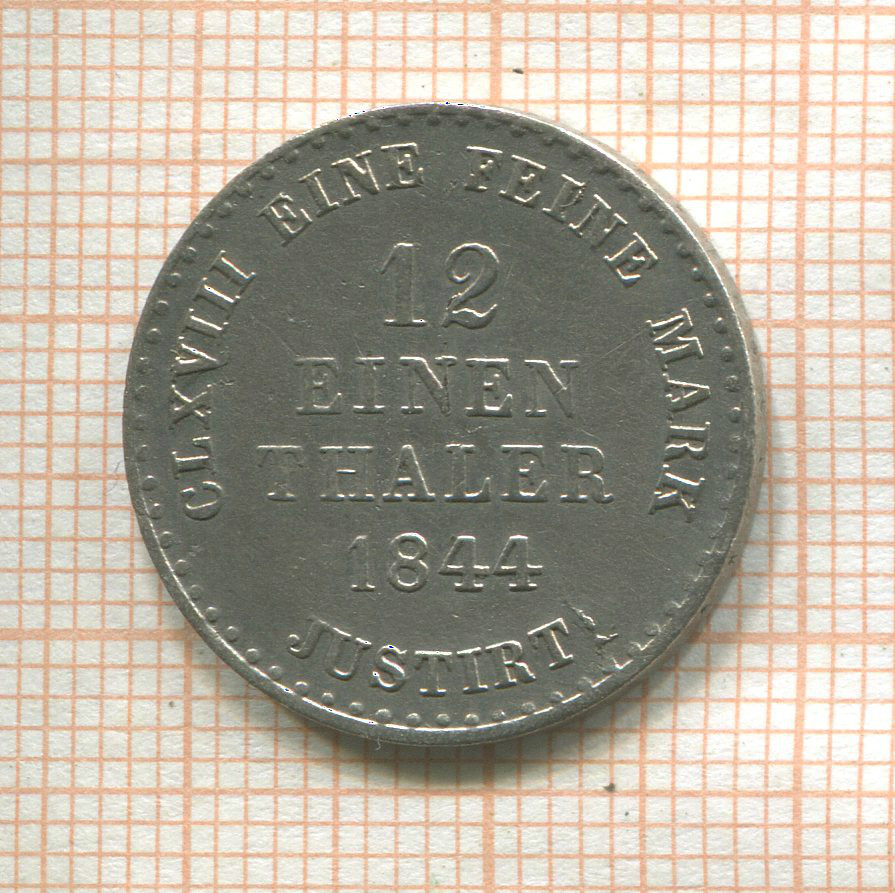 CLXVIII EINE FEINE MARK
12
EINEN
THALER
1844
JUSTIRT